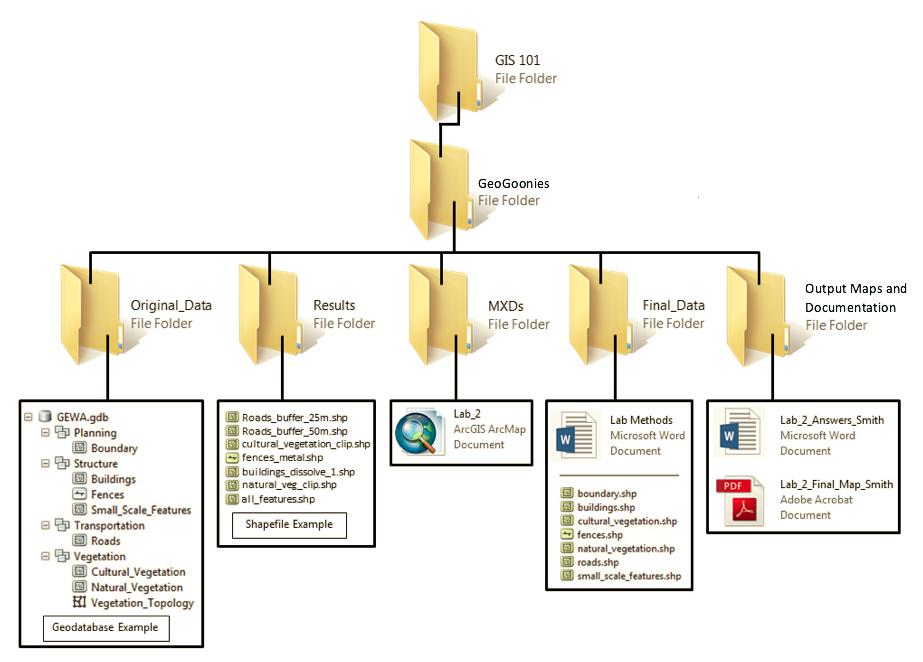 GIS 101
File Folder
GeoGoonies
File Folder
Original_Data
File Folder
Results
File Folder
MXDs
File Folder
Final_Data
File Folder
Output Maps and
Documentation
File Folder
GEWA.gdb
Planning
Boundary
Structure
Buildings
Fences
Small_Scale_Features
Transportation
Roads
Vegetation
Cultural_Vegetation
Natural_Vegetation
Vegetation_Topology
Geodatabase Example
Roads_buffer_25m.shp
Roads_buffer_50m.shp
cultural_vegetation_clip.shp
fences_metal.shp
buildings_dissolve_1.shp
natural_veg_clip.shp
all_features.shp
Shapefile Example
Lab_2
ArcGIS ArcMap
Document
Lab Methods
Microsoft Word
Document
boundary.shp
buildings.shp
cultural_vegetation.shp
fences.shp
natural_vegetation.shp
roads.shp
small_scale_features.shp
Lab_2_Answers_Smith
Microsoft Word
Document
PDF
Lab_2_Final_Map_Smith
Adobe Acrobat
Document